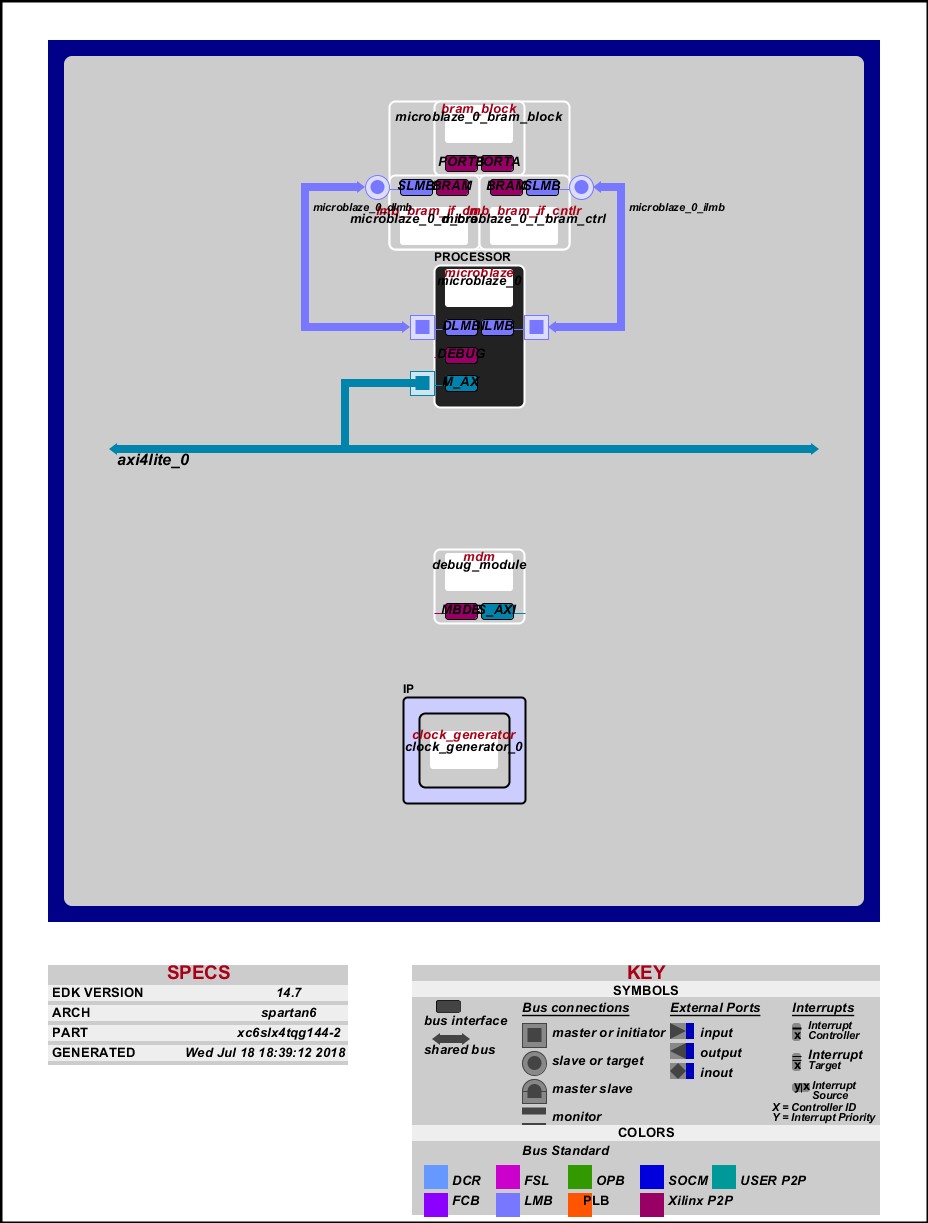 bram_block
microblaze_0_bram_block
PORTB PORTA
SLMB BRAM BRAM SLMB
microblaze_0_dlmb
microblaze_0_ilmb
lmb_bram_if_cntlr
microblaze_0_i_bram_ctrl
PROCESSOR
microblaze
microblaze_0
DLMB ILMB
DEBUG
M_AX
axi4lite_0
mdm
debug_module
S_AXI
IP
clock_generator
clock_generator_0
SPECS
EDK VERSION 14.7
ARCH spartan6
PART xc6slx4tqg144-2
GENERATED Wed Jul 18 18:39:12 2018
KEY
SYMBOLS
bus interface
shared bus
Bus connections
master or initiator
slave or target
master slave
monitor
External Ports
input
output
inout
Interrupts
x Interrupt
Controller
x Interrupt
Target
y x Interrupt
Source
X = Controller ID
Y = Interrupt Priority
COLORS
Bus Standard
DCR FSL OPB SOCM USER P2P
FCB LMB PLB Xilinx P2P